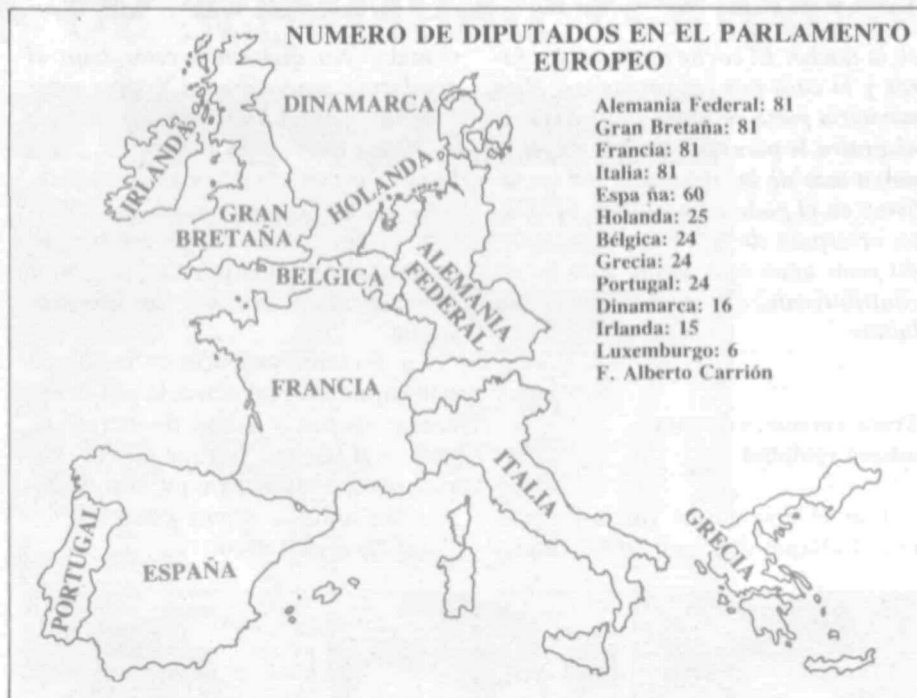 NUMERO DE DIPUTADOS EN EL PARLAMENTO
EUROPEO
Alemania Federal: 81
Gran Bretaña: 81
Francia: 81
Italia: 81
Espa ña: 60
Holanda: 25
Bélgica: 24
Grecia: 24
Portugal: 24
Dinamarca: 16
Irlanda: 15
Luxemburgo: 6
F. Alberto Carrión
DINAMARCA
IRLANDA
HOLANDA
GRAN
BRETAÑA
BELGICA
ALEMANIA
FEDERAL
FRANCIA
ITALIA
GRECIA
PORTUGAL
ESPAÑA